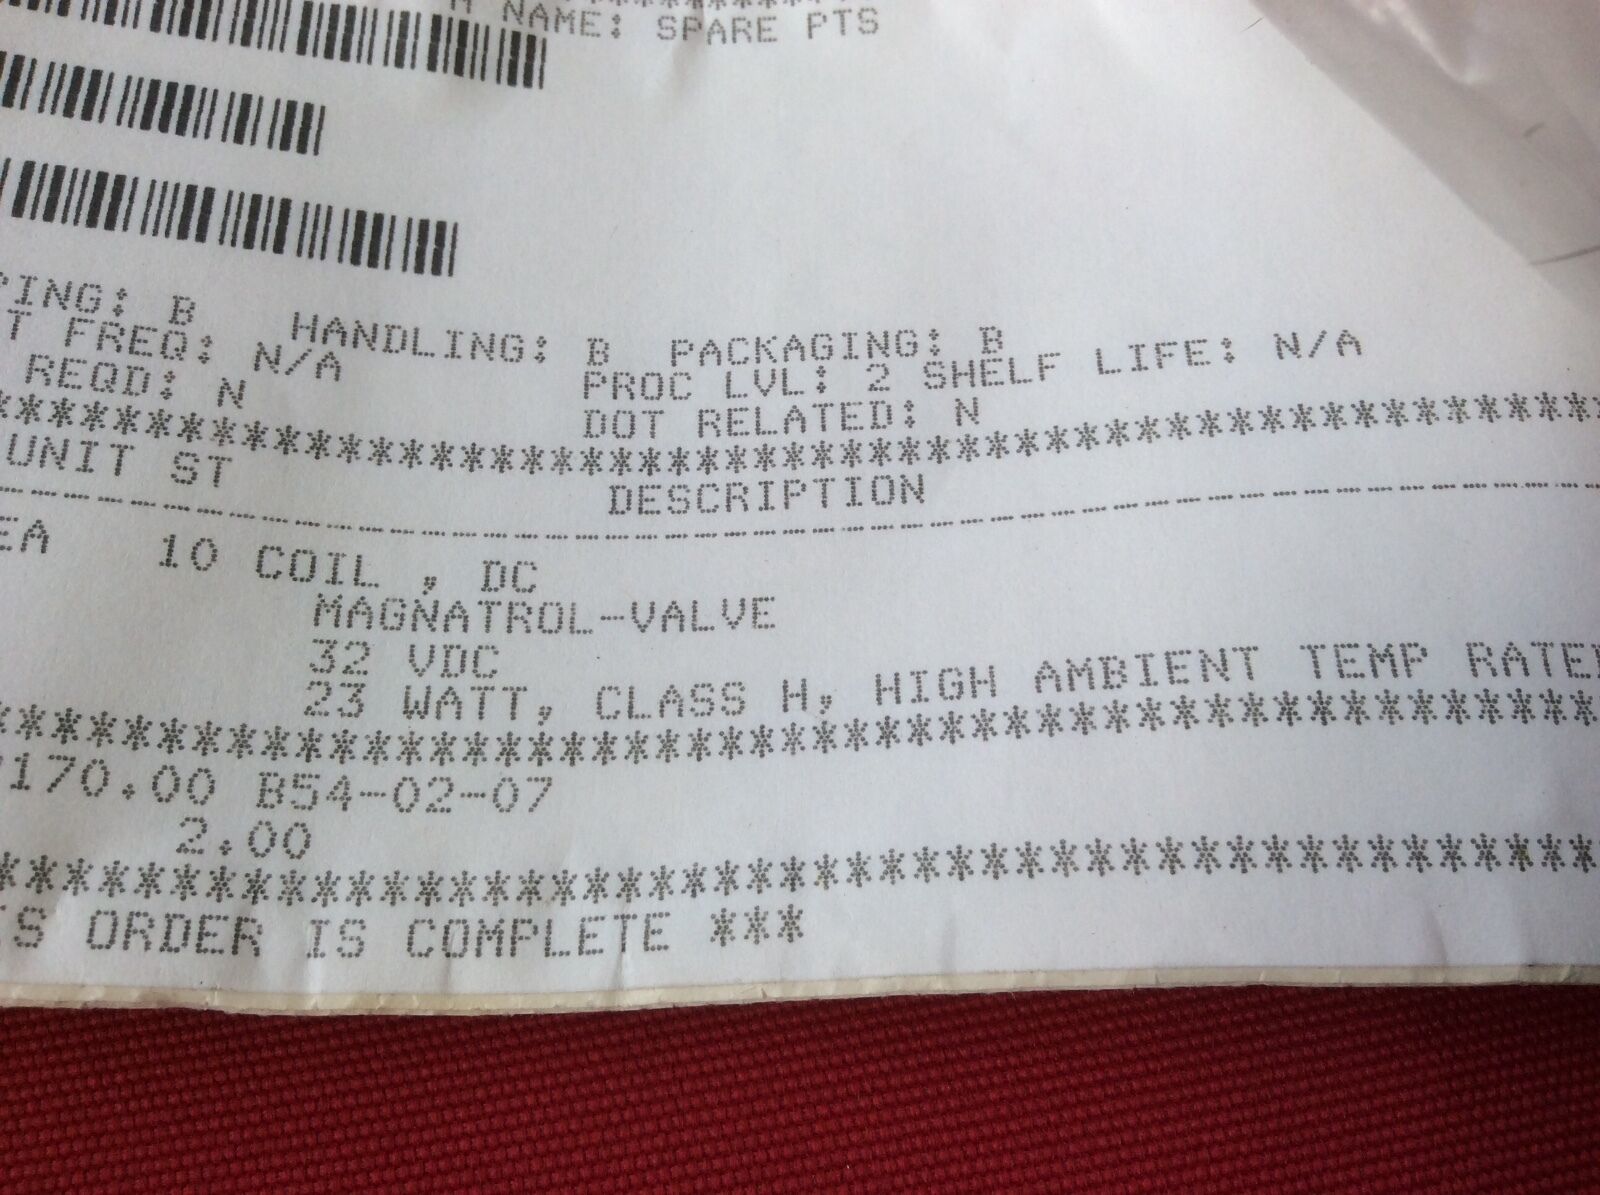 NAME: SPARE PTS
PING: B HANDLING: B PACKAGING: B
T FREQ: N/A PROC LVL: 2 SHELF LIFE: N/A
REQD: N DOT RELATED: N
*****************************************************
UNIT ST DESCRIPTION
EA 10 COIL , DC
MAGNATROL-VALVE
32 VDC
23 WATT, CLASS H, HIGH AMBIENT TEMP RATE
*****************************************************
170.00 B54-02-07
2.00
*****************************************************
S ORDER IS COMPLETE ***